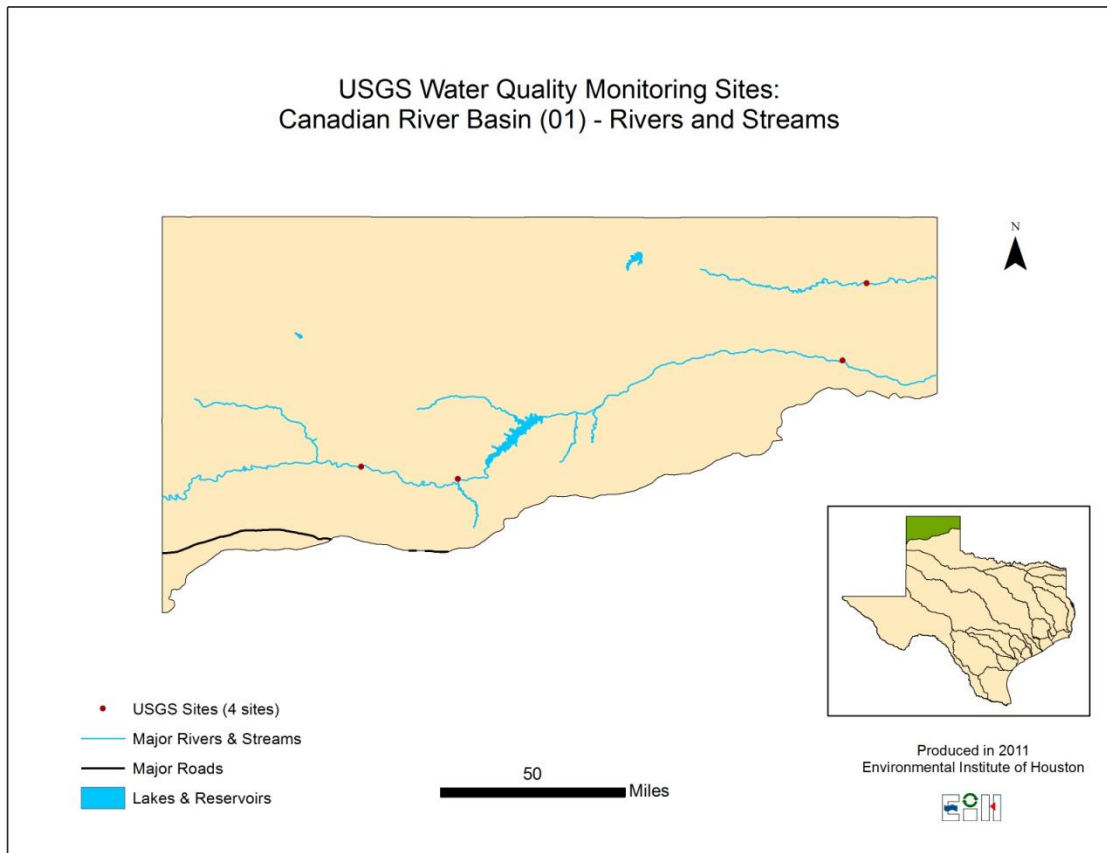 USGS Water Quality Monitoring Sites:
Canadian River Basin (01) - Rivers and Streams
N
USGS Sites (4 sites)
Major Rivers & Streams
Major Roads
Lakes & Reservoirs
50
Miles
Produced in 2011
Environmental Institute of Houston
EIH